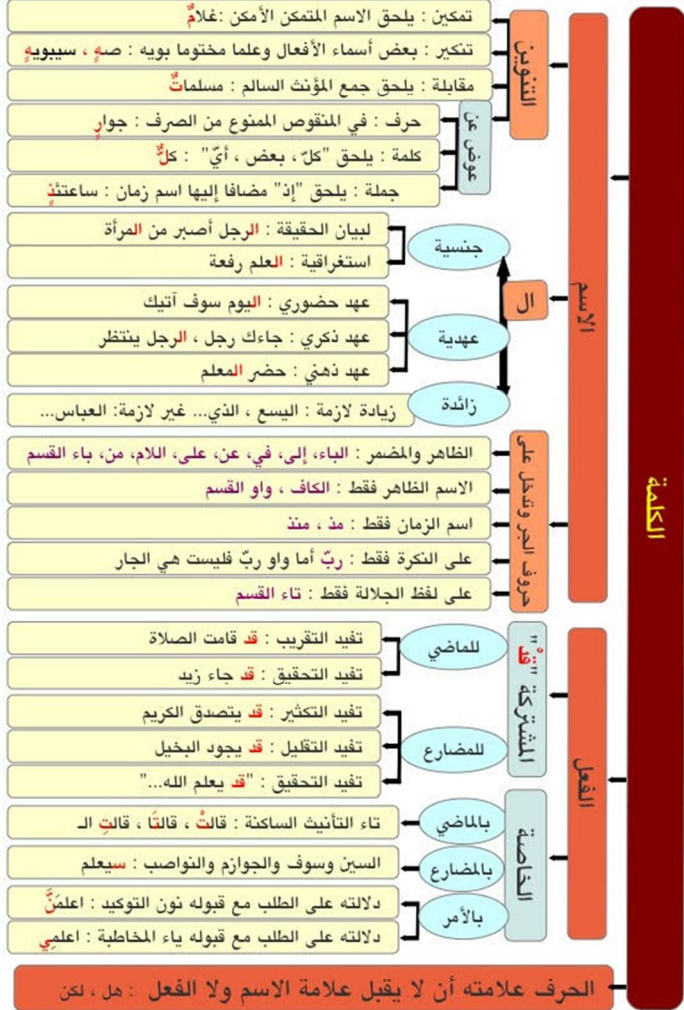 الكلمة
الاسم
التنوين
تمكين : يلحق الاسم المتمكن الأمكن :غلامٌ
تنكير : بعض أسماء الأفعال وعلما مختوما بويه : صهٍ ، سيبويهٍ
مقابلة : يلحق جمع المؤنث السالم : مسلماتٌ
عوض عن
حرف : في المنقوص الممنوع من الصرف : جوارٍ
كلمة : يلحق "كلّ ، بعض ، أيّ" : كلٌّ
جملة : يلحق "إذ" مضافا إليها اسم زمان : ساعتئذٍ
ال
جنسية
لبيان الحقيقة : الرجل أصبر من المرأة
استغراقية : العلم رفعة
عهدية
عهد حضوري : اليوم سوف آتيك
عهد ذكري : جاءك رجل ، الرجل ينتظر
عهد ذهني : حضر المعلم
زائدة
زيادة لازمة : اليسع ، الذي... غير لازمة: العباس...
حروف الجر وتدخل على
الظاهر والمضمر : الباء، إلى، في، عن، على، اللام، من، باء القسم
الاسم الظاهر فقط : الكاف ، واو القسم
اسم الزمان فقط : مذ ، منذ
على النكرة فقط : ربّ أما واو ربّ فليست هي الجار
على لفظ الجلالة فقط : تاء القسم
الفعل
المشتركة "قدْ"
للماضي
تفيد التقريب : قد قامت الصلاة
تفيد التحقيق : قد جاء زيد
للمضارع
تفيد التكثير : قد يتصدق الكريم
تفيد التقليل : قد يجود البخيل
تفيد التحقيق : "قد يعلم الله..."
الخاصة
بالماضي
تاء التأنيث الساكنة : قالتْ ، قالتَا ، قالتِ الـ
بالمضارع
السين وسوف والجوازم والنواصب : سيعلم
بالأمر
دلالته على الطلب مع قبوله نون التوكيد : اعلمَنَّ
دلالته على الطلب مع قبوله ياء المخاطبة : اعلمِي
الحرف علامته أن لا يقبل علامة الاسم ولا الفعل : هل ، لكن